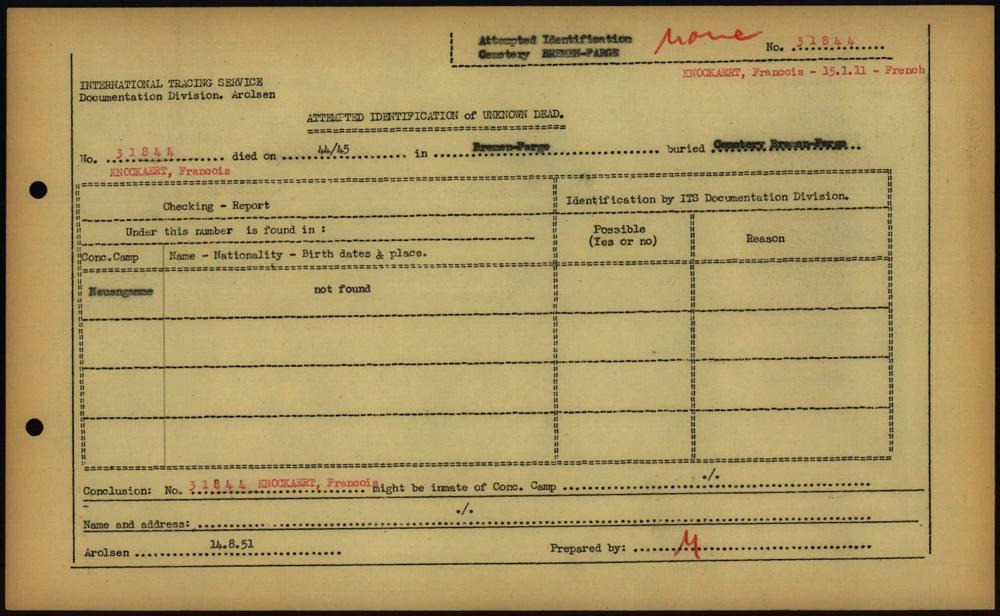 Attempted Identification
Cemetery BREMEN-FARGE
None
No. 31844
KNOCKAERT, Francois - 15.1.11 - French
INTERNATIONAL TRACING SERVICE
Documentation Division. Arolsen
ATTEMPTED IDENTIFICATION of UNKNOWN DEAD.
No. 31844 died on 44/45 in Bremen-Farge buried Cemetery Bremen-Farge
KNOCKAERT, Francois
Checking - Report
Identification by ITS Documentation Division.
Under this number is found in :
Possible
(Yes or no)
Reason
Conc.Camp
Name - Nationality - Birth dates & place.
Neuengamme
not found
Conclusion: No. 31844 KNOCKAERT, Francois might be inmate of Conc. Camp ./.
Name and address: ./.
Arolsen 14.8.51 Prepared by: